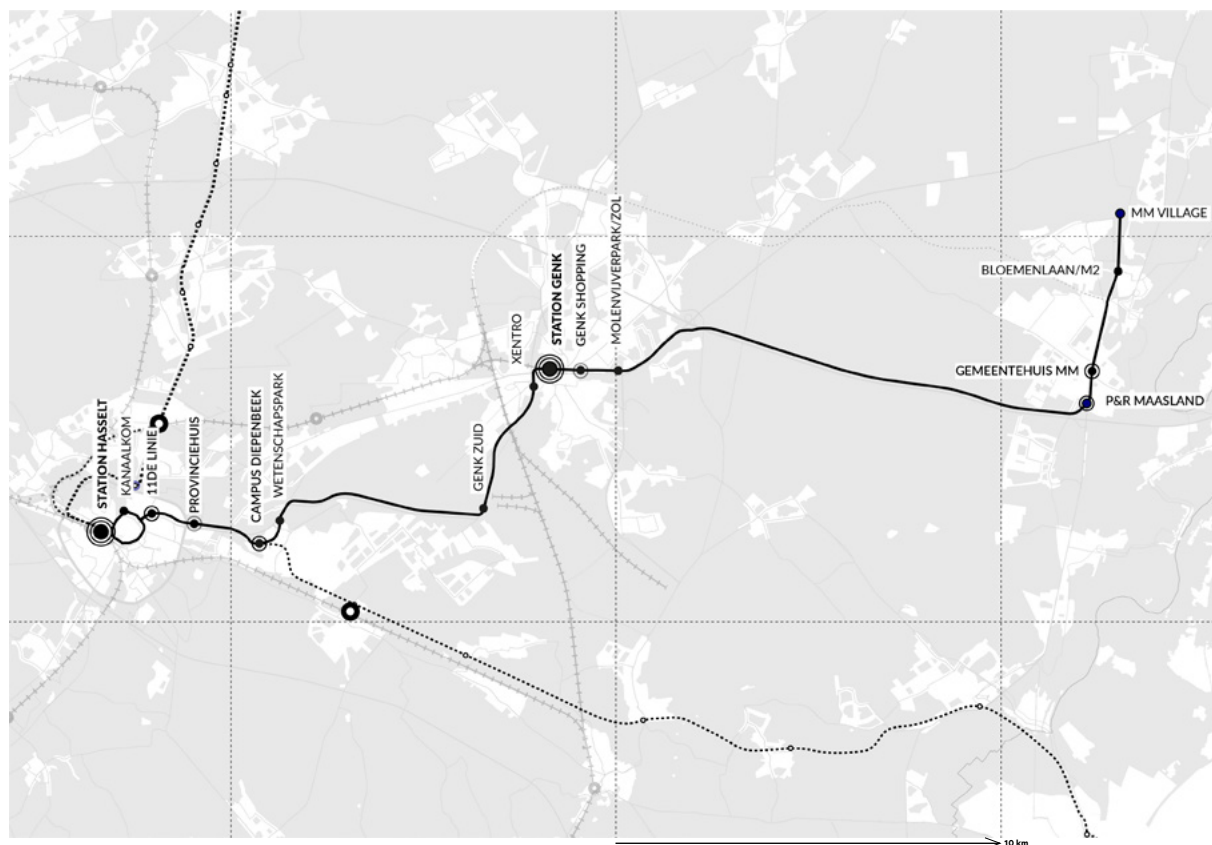 STATION HASSELT
KANAALKOM
11DE LINIE
PROVINCIEHUIS
CAMPUS DIEPENBEEK
WETENSCHAPSPARK
GENK ZUID
XENTRO
STATION GENK
GENK SHOPPING
MOLENVIJVERPARK/ZOL
MM VILLAGE
BLOEMENLAAN/M2
GEMEENTEHUIS MM
P&R MAASLAND
10 km